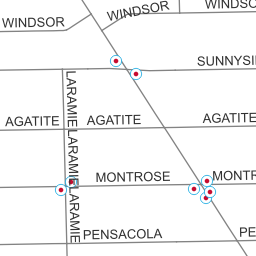 WINDSOR
WINDSOR
WINDSO
SUNNYSI
LARAMIE
AGATITE
AGATITE
AGATITE
LARAMIE
MONTROSE
MONTR
LARAMIE
PENSACOLA
PE